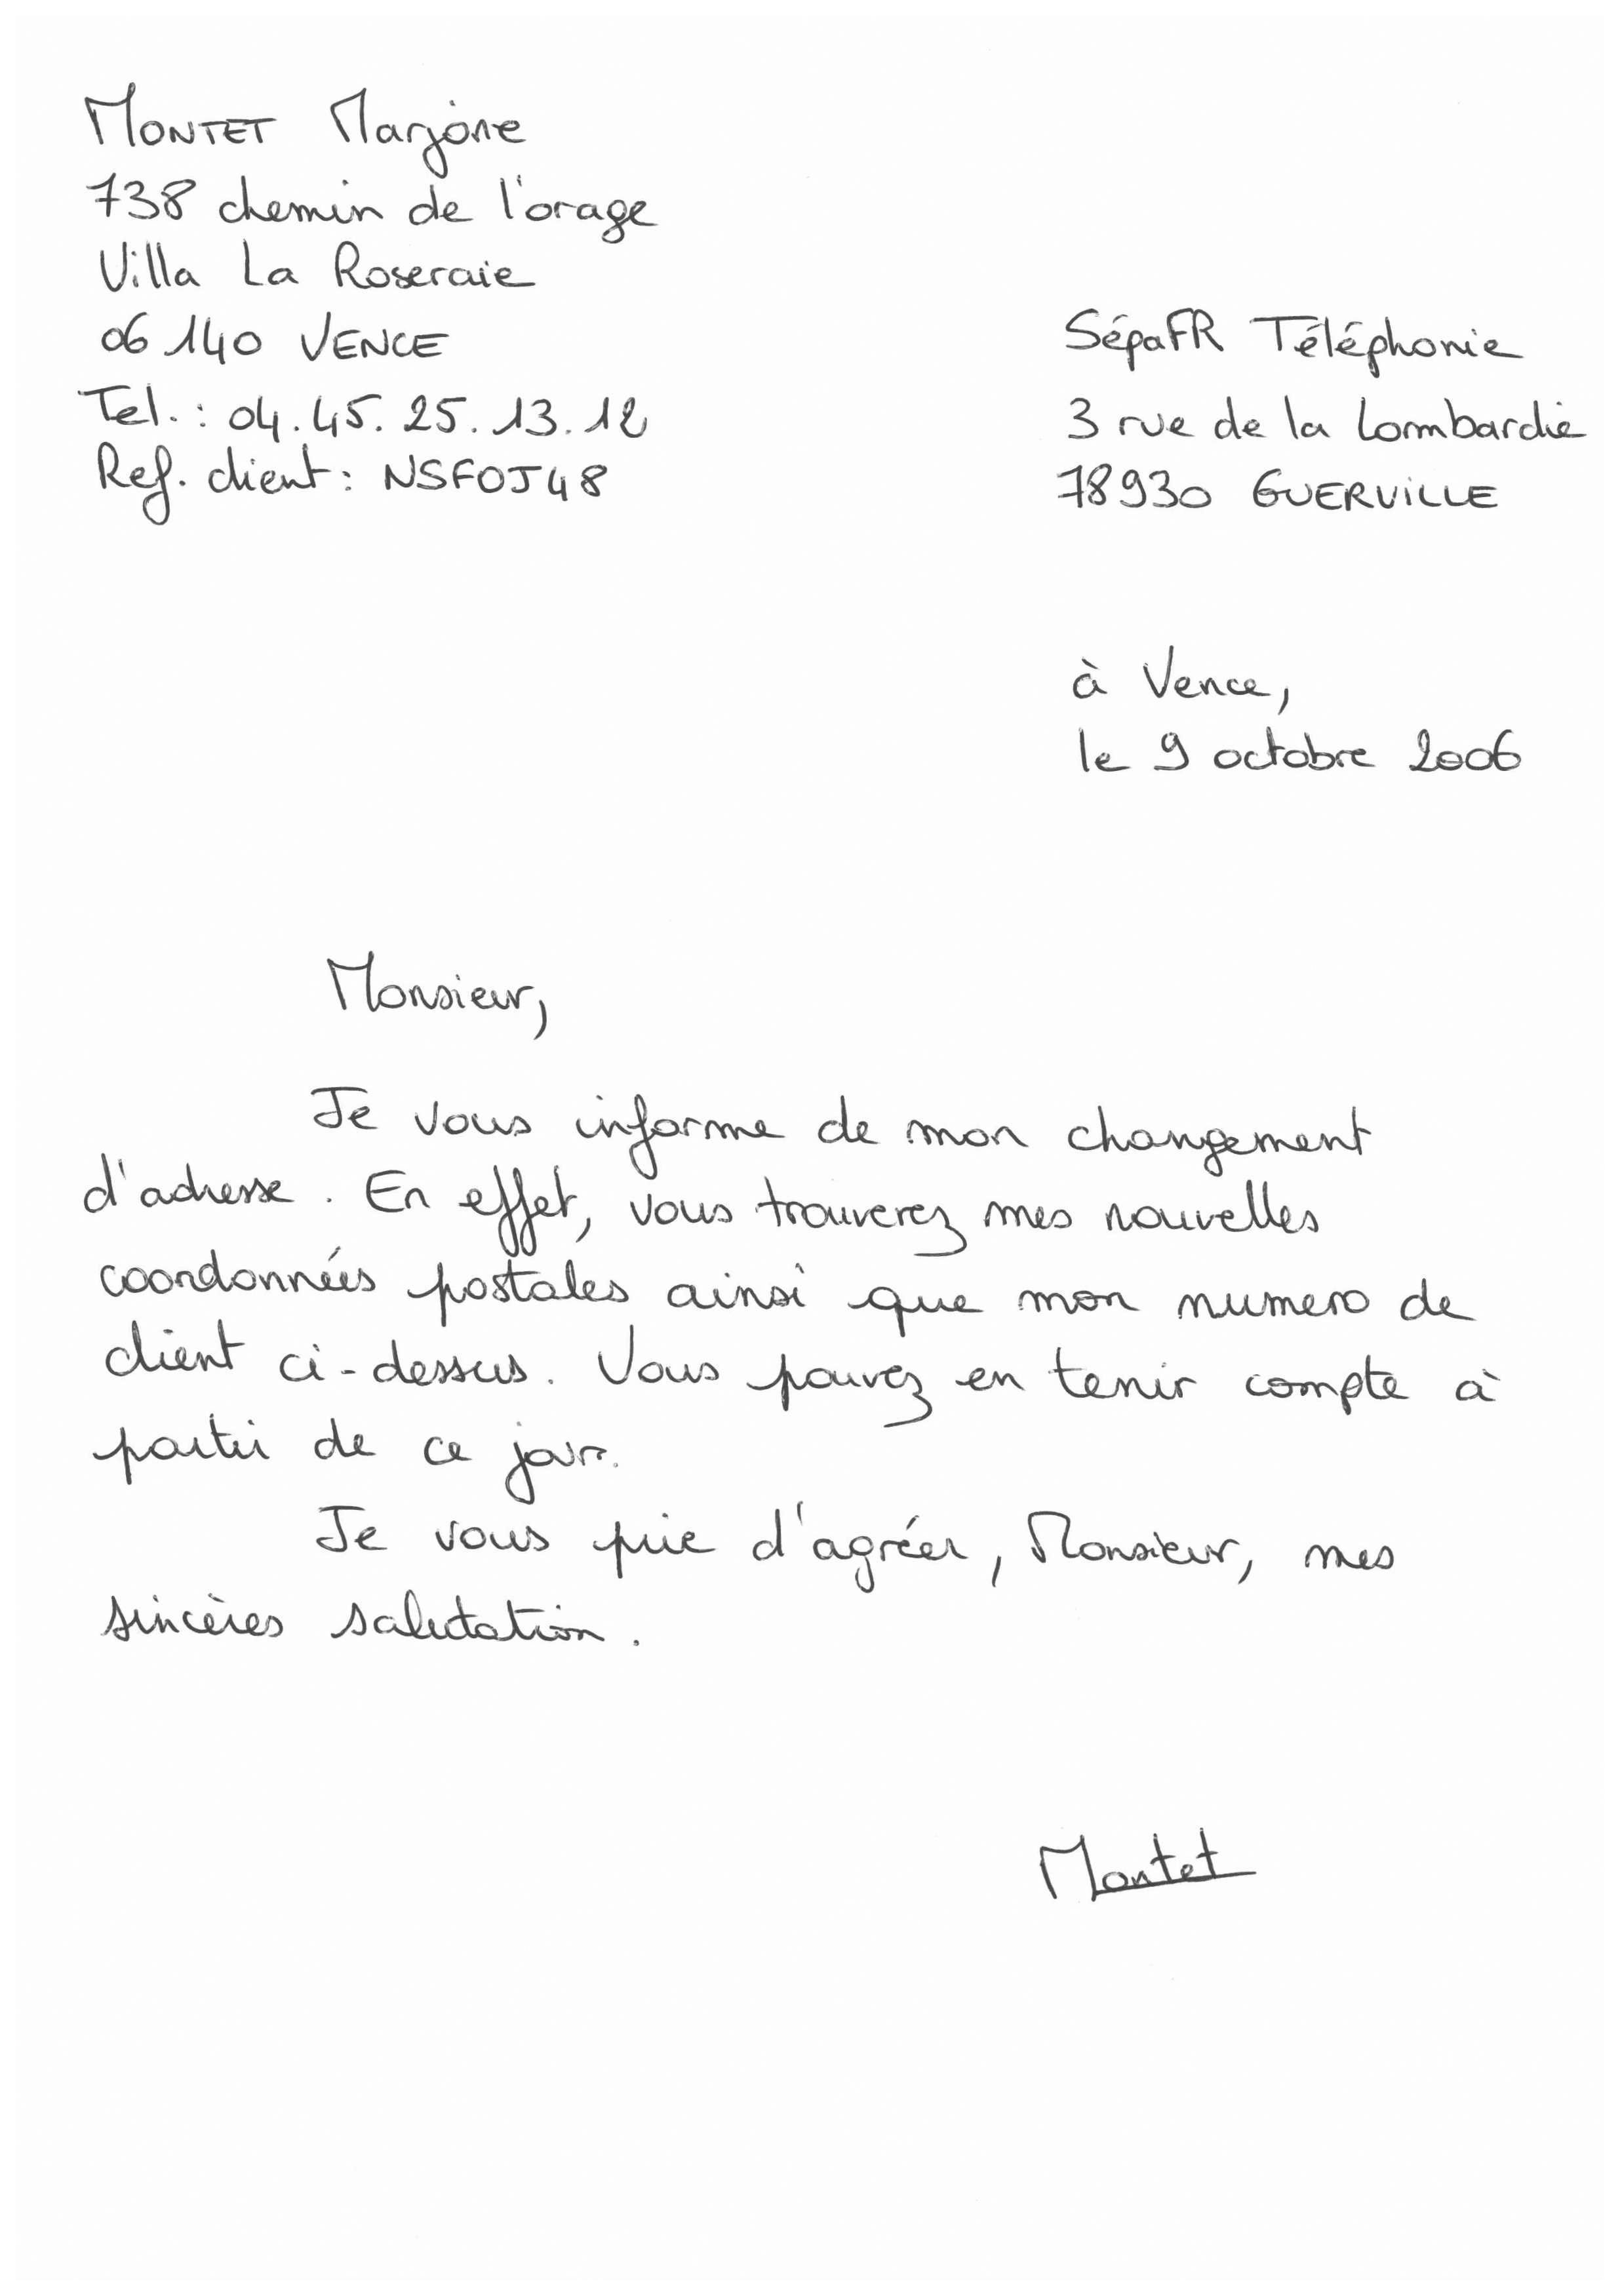 MONTET Marjorie
738 chemin de l'orage
Villa La Roseraie
06 140 VENCE
Tel. : 04.45.25.13.12
Ref. client : NSFOJ48
SépaFR Téléphonie
3 rue de la Lombardie
78930 GUERVILLE
à Vence,
le 9 octobre 2006
Monsieur,
Je vous informe de mon changement
d'adresse. En effet, vous trouverez mes nouvelles
coordonnées postales ainsi que mon numero de
client ci-dessus. Vous pouvez en tenir compte à
partir de ce jour.
Je vous prie d'agréer, Monsieur, mes
sincères salutation.
Montet